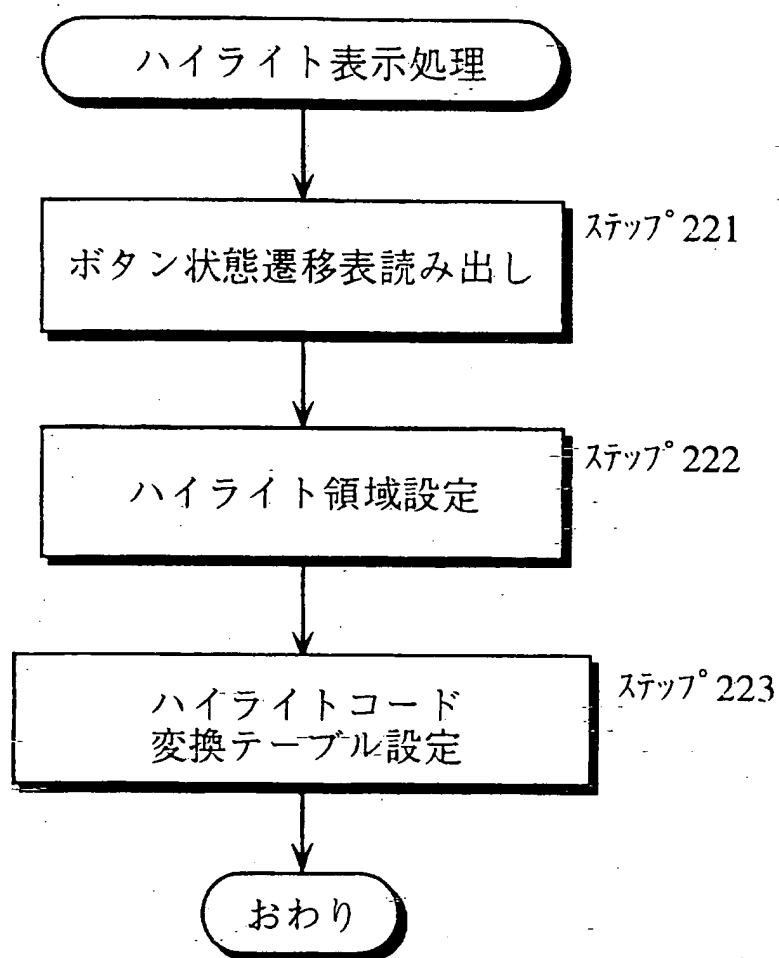 ハイライト表示処理
ステップ221
ボタン状態遷移表読み出し
ステップ222
ハイライト領域設定
ステップ223
ハイライトコード
変換テーブル設定
おわり